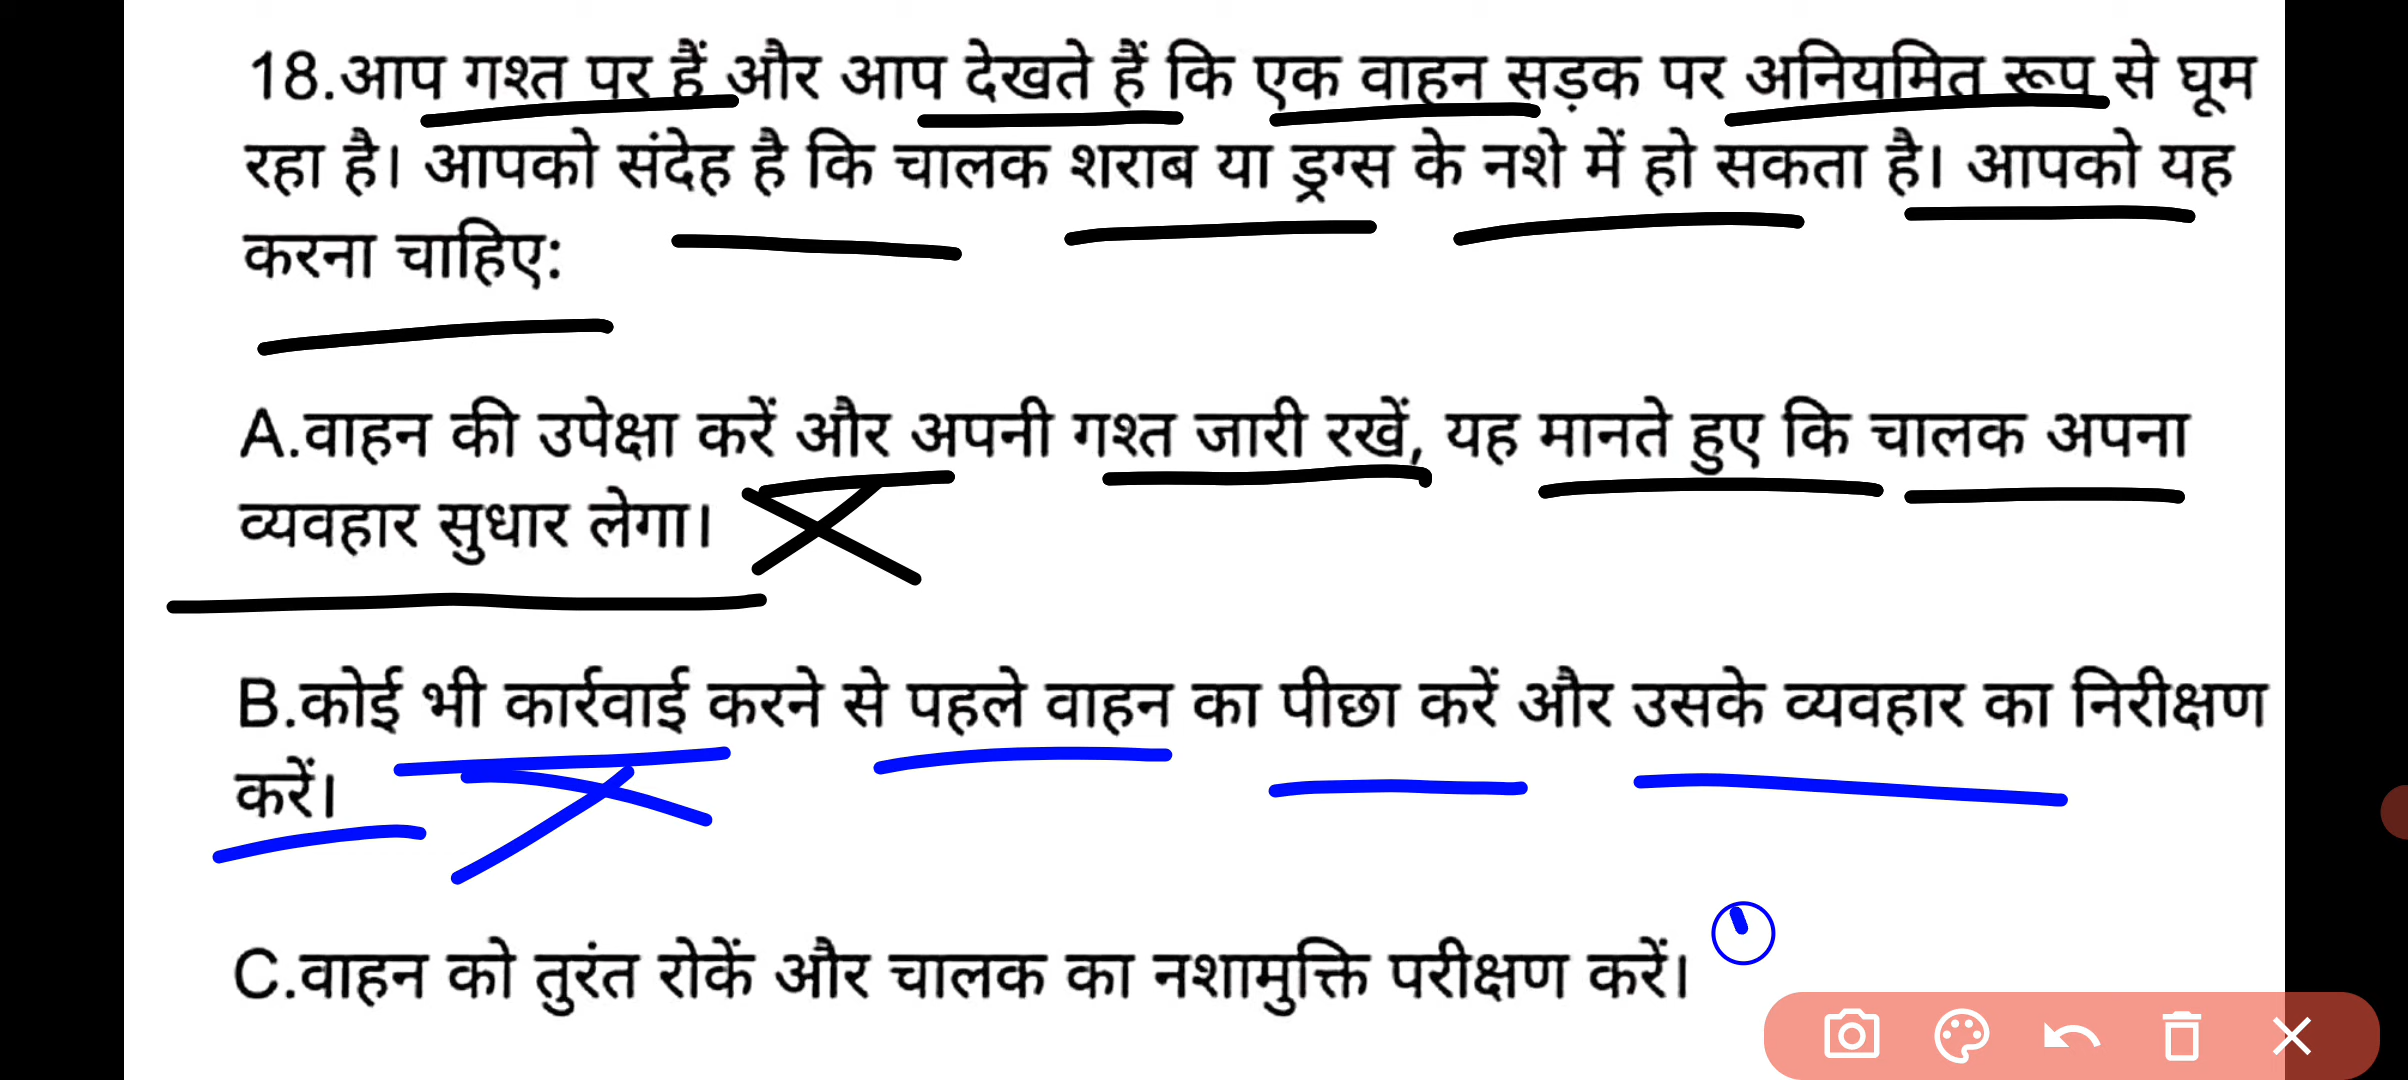 18.आप गश्त पर हैं और आप देखते हैं कि एक वाहन सड़क पर अनियमित रूप से घूम
रहा है। आपको संदेह है कि चालक शराब या ड्रग्स के नशे में हो सकता है। आपको यह
करना चाहिए:
A.वाहन की उपेक्षा करें और अपनी गश्त जारी रखें, यह मानते हुए कि चालक अपना
व्यवहार सुधार लेगा।
B.कोई भी कार्रवाई करने से पहले वाहन का पीछा करें और उसके व्यवहार का निरीक्षण
करें।
C.वाहन को तुरंत रोकें और चालक का नशामुक्ति परीक्षण करें।